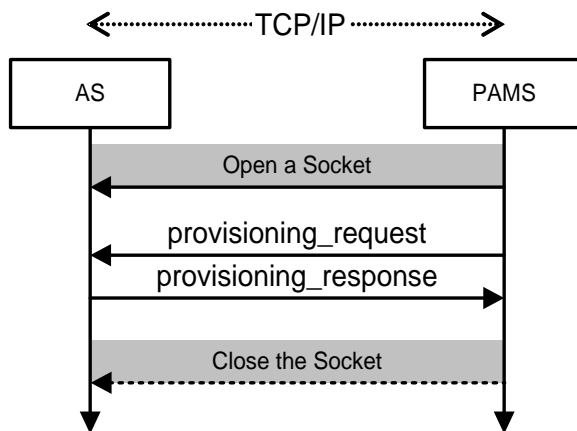 TCP/IP
AS
PAMS
Open a Socket
provisioning_request
provisioning_response
Close the Socket